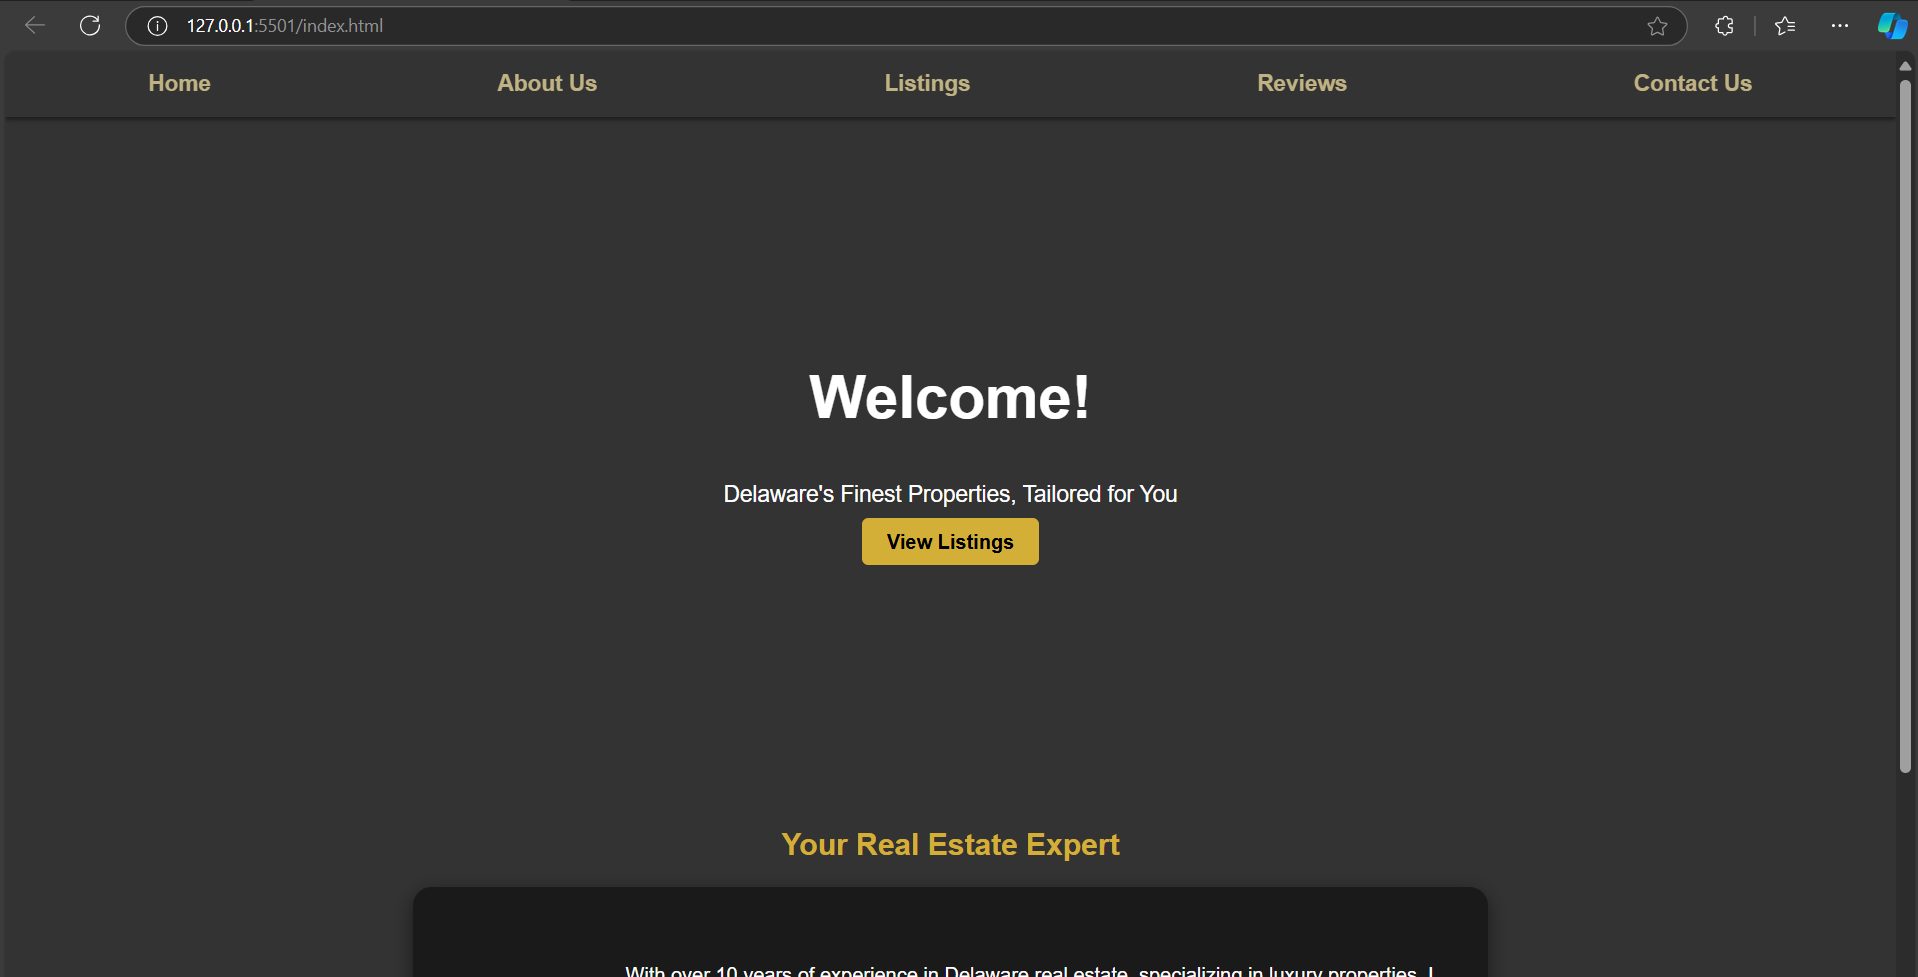 127.0.0.1:5501/index.html
Home About Us Listings Reviews Contact Us
Welcome!
Delaware's Finest Properties, Tailored for You
View Listings
Your Real Estate Expert
With over 10 years of experience in Delaware real estate, specializing in luxury properties, I